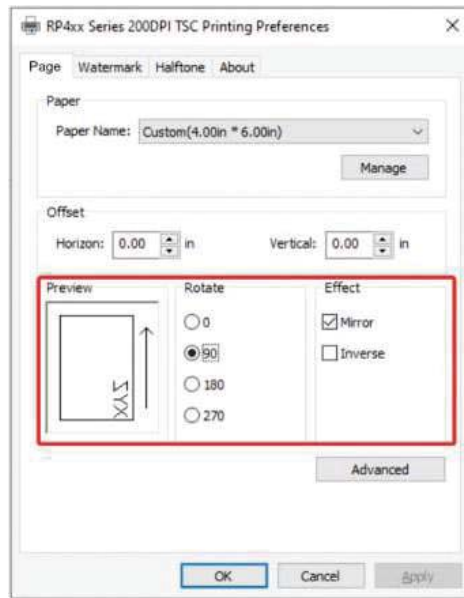 RP4xx Series 200DPI TSC Printing Preferences
Page Watermark Halftone About
Paper
Paper Name: Custom(4.00in * 6.00in)
Manage
Offset
Horizon: 0.00 in Vertical: 0.00 in
Preview
XYZ
Rotate
0
90
180
270
Effect
Mirror
Inverse
Advanced
OK Cancel Apply